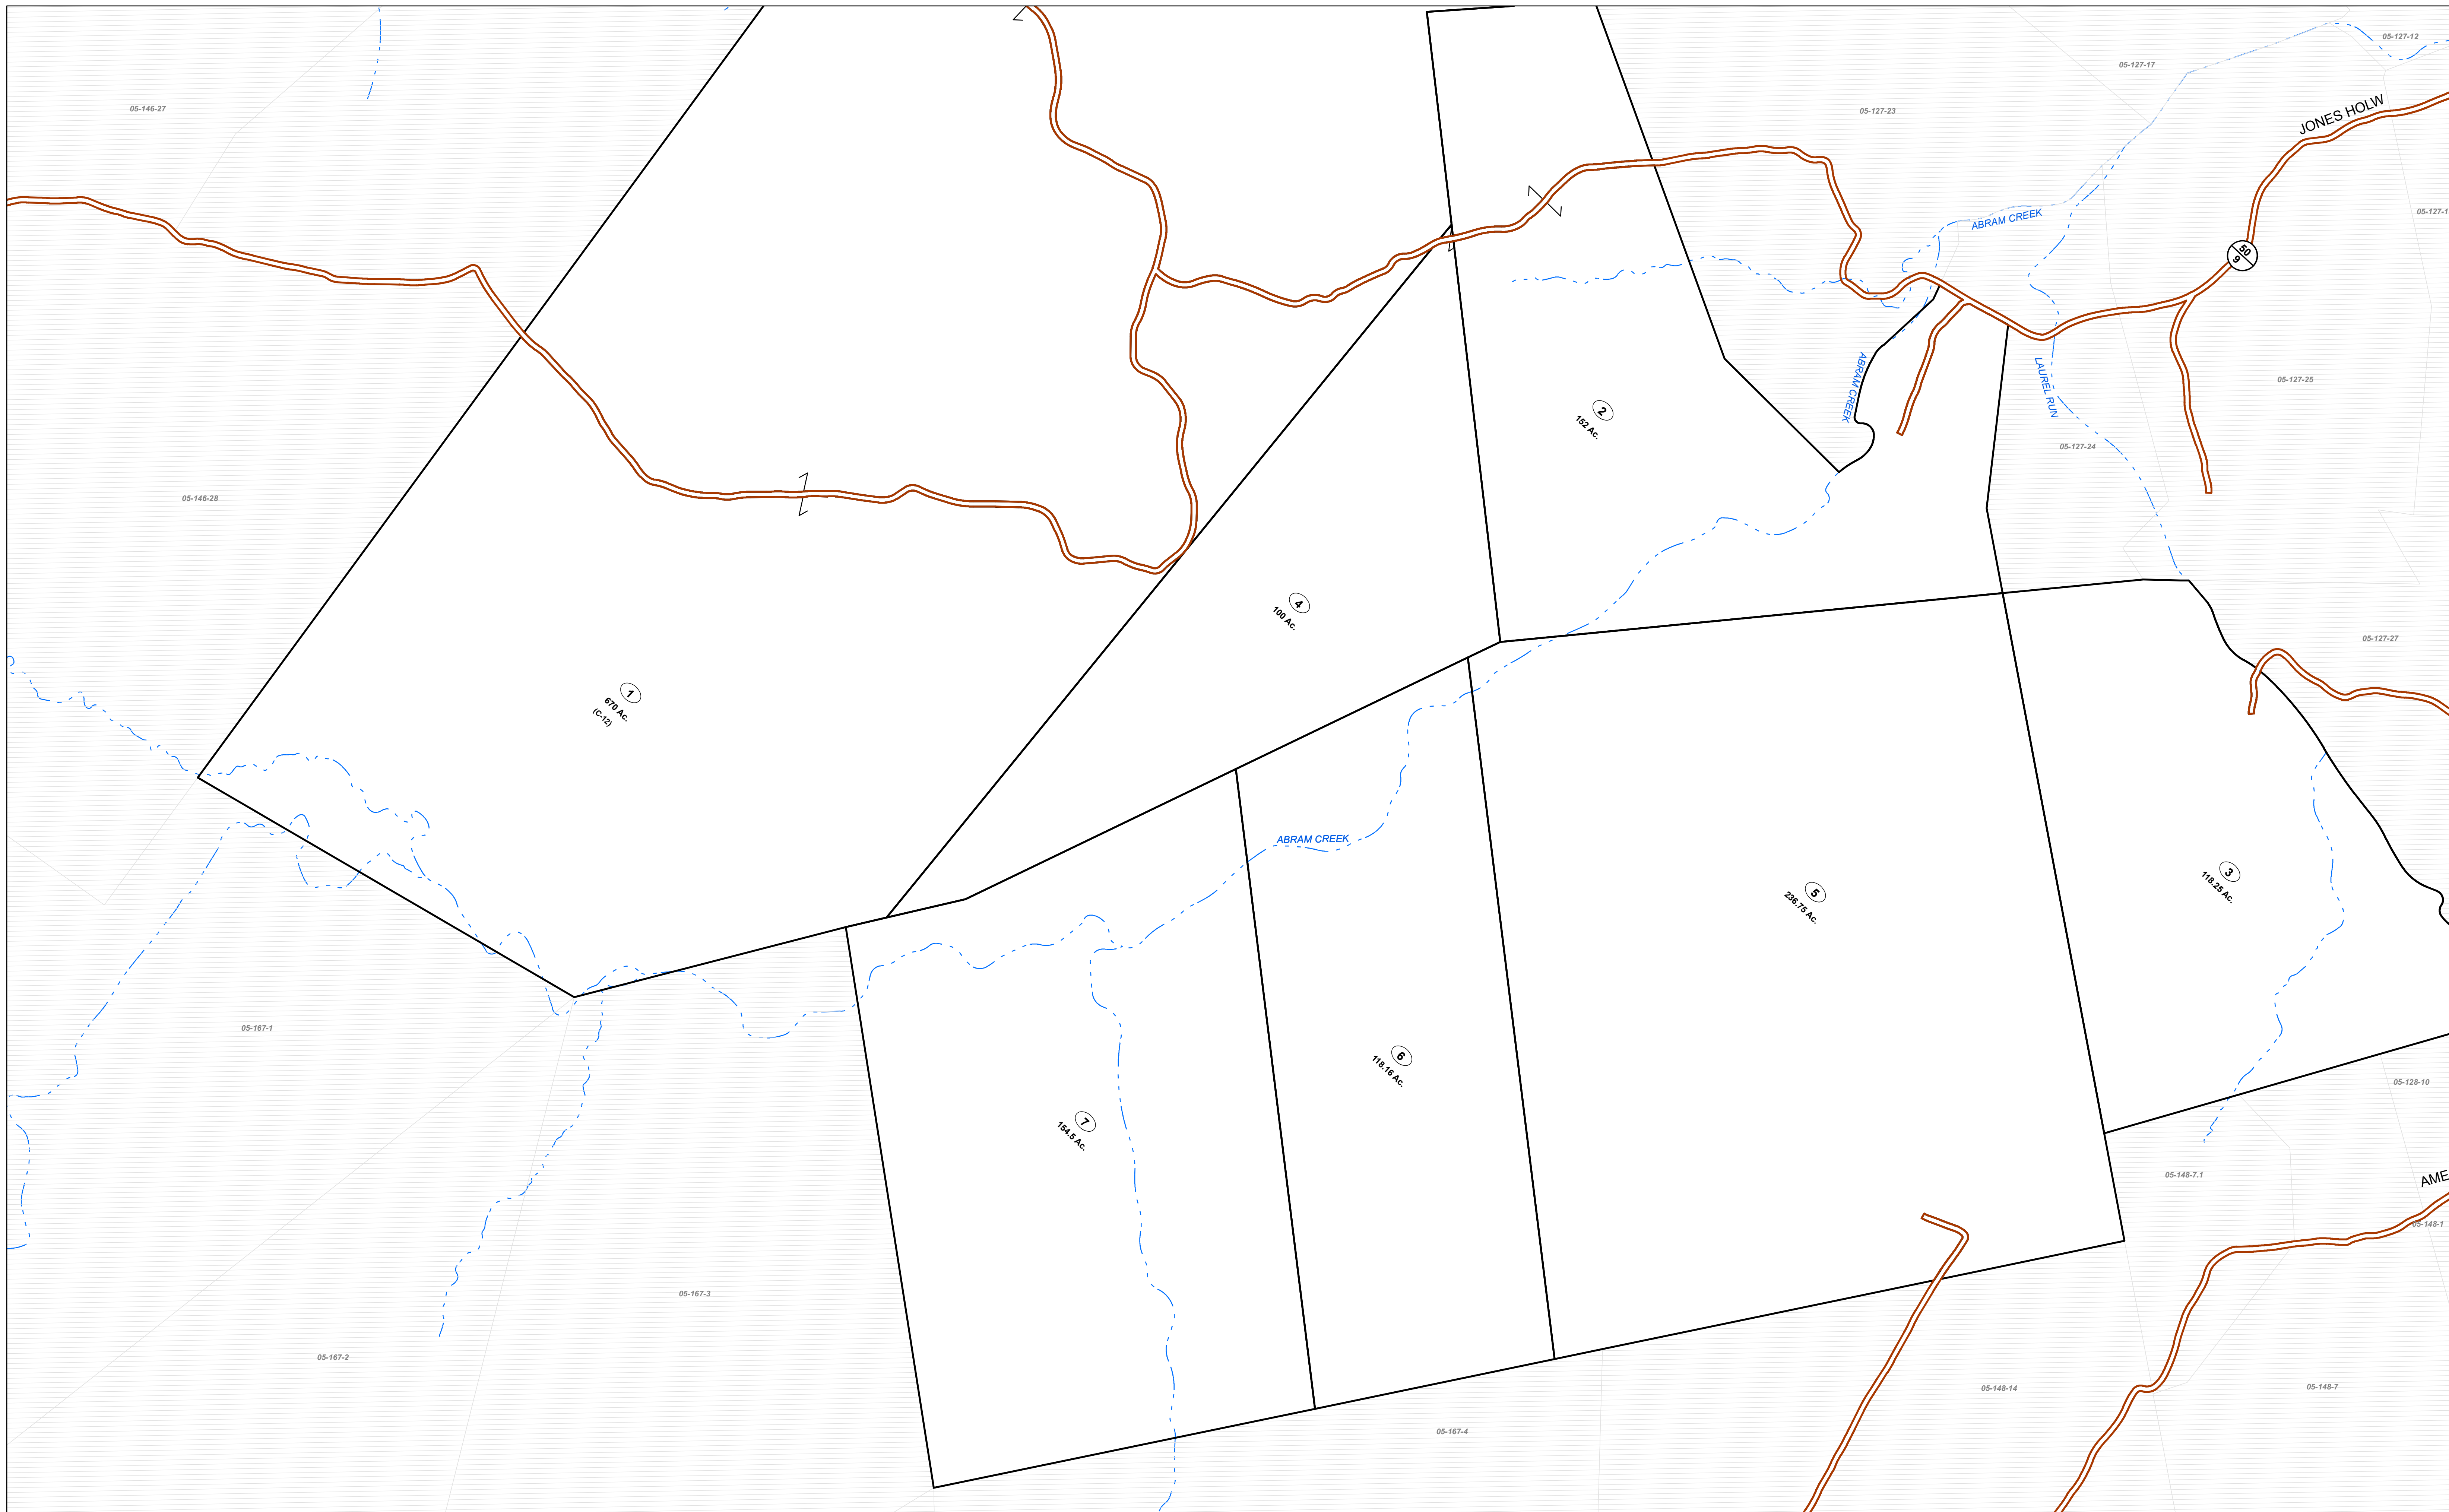 05-127-12
05-127-17
05-146-27
05-127-23
JONES HOLW
05-127-1
ABRAM CREEK
50
9
ABRAM CREEK
LAUREL RUN
05-127-25
2
152 Ac.
05-127-24
05-146-28
4
100 Ac.
05-127-27
1
670 Ac.
(C-12)
ABRAM CREEK
3
118.25 Ac.
5
236.75 Ac.
05-167-1
6
118.16 Ac.
05-128-10
7
154.5 Ac.
05-148-7.1
AME
05-148-1
05-167-3
05-167-2
05-148-14
05-148-7
05-167-4